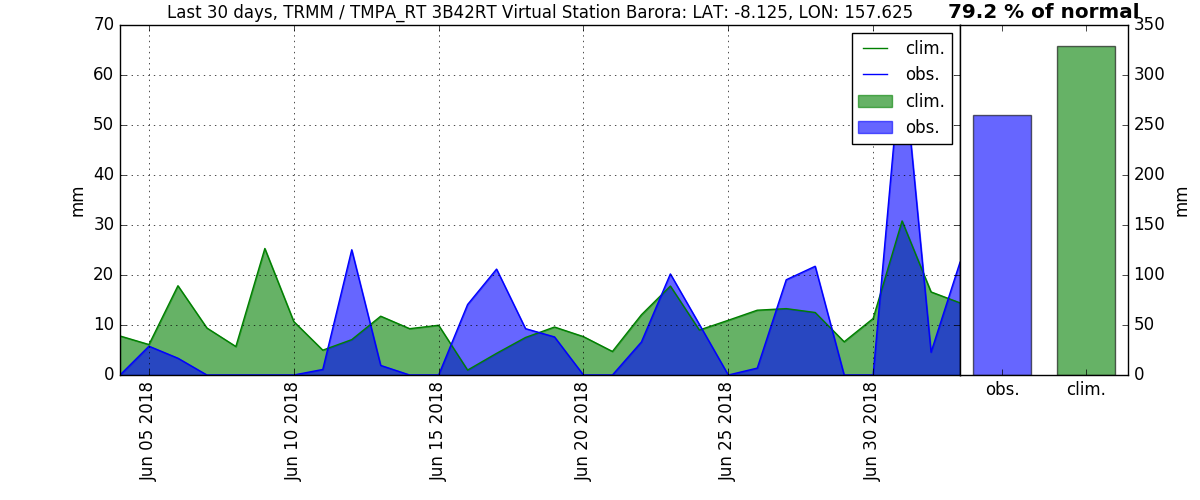 Last 30 days, TRMM / TMPA_RT 3B42RT Virtual Station Barora: LAT: -8.125, LON: 157.625
79.2 % of normal
clim.
obs.
clim.
obs.
70
60
50
40
30
20
10
0
mm
Jun 05 2018
Jun 10 2018
Jun 15 2018
Jun 20 2018
Jun 25 2018
Jun 30 2018
350
300
250
200
150
100
50
0
mm
obs.
clim.